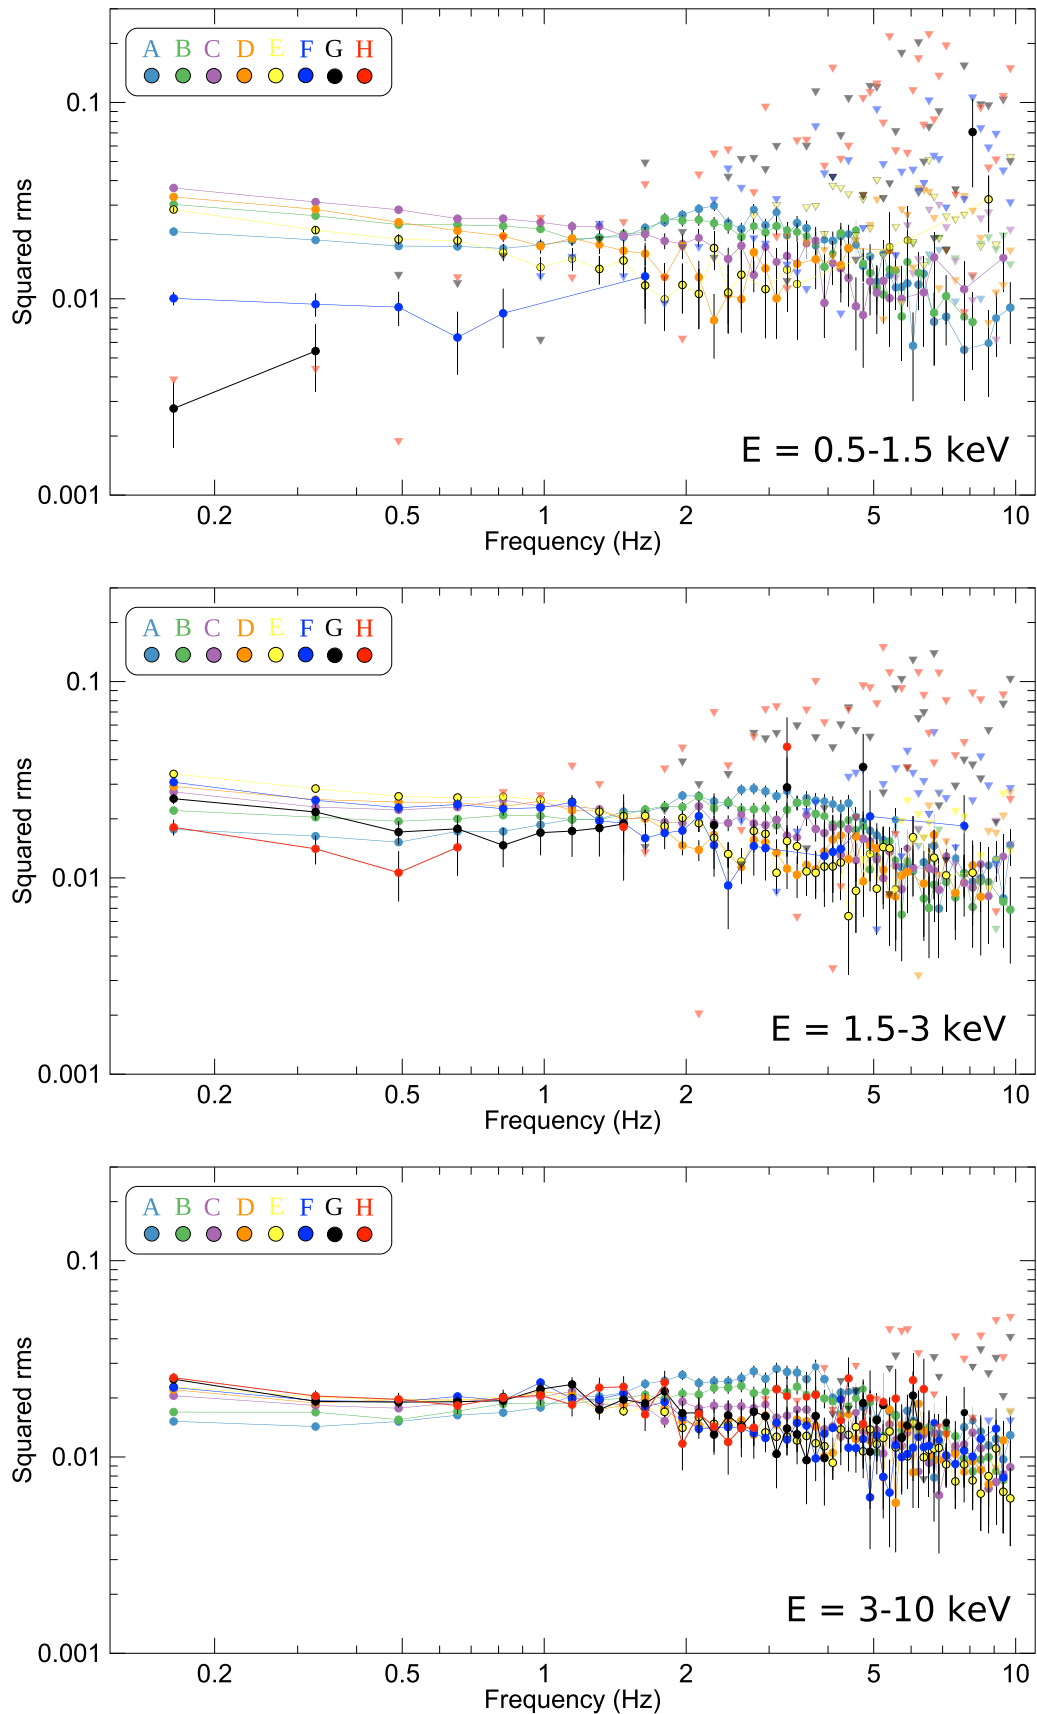 A B C D E F G H
0.1
0.01
0.001
Squared rms
E = 0.5-1.5 keV
0.2 0.5 1 2 5 10
Frequency (Hz)
A B C D E F G H
0.1
0.01
0.001
Squared rms
E = 1.5-3 keV
0.2 0.5 1 2 5 10
Frequency (Hz)
A B C D E F G H
0.1
0.01
0.001
Squared rms
E = 3-10 keV
0.2 0.5 1 2 5 10
Frequency (Hz)